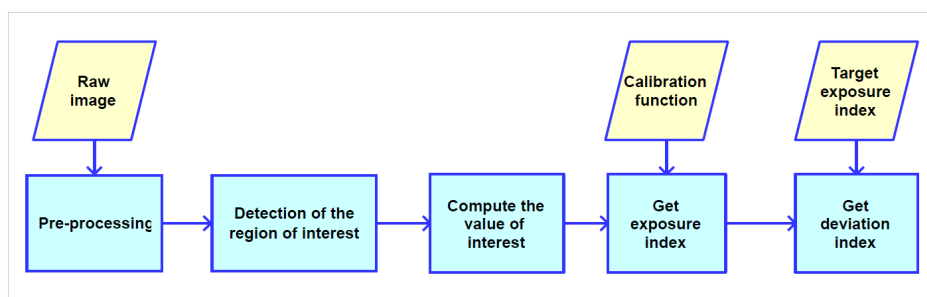 Raw
image
Calibration
function
Target
exposure
index
Pre-processing
Detection of the
region of interest
Compute the
value of
interest
Get
exposure
index
Get
deviation
index